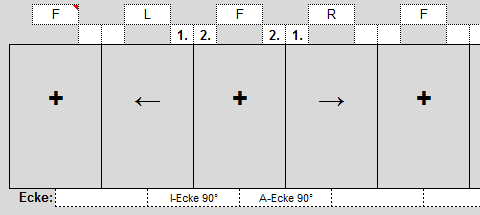 F L F R F
1. 2. 2. 1.
+ ← + → +
Ecke: I-Ecke 90° A-Ecke 90°